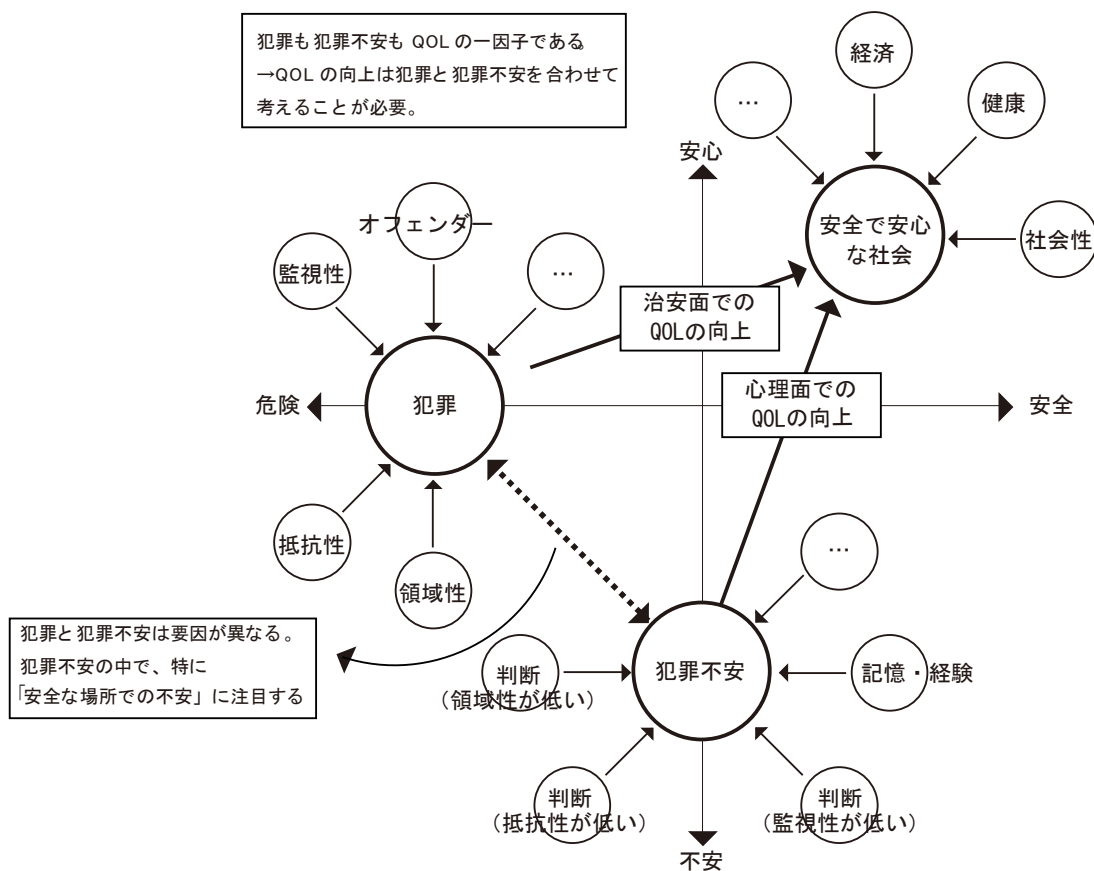 犯罪も犯罪不安も QOL の一因子である
→QOL の向上は犯罪と犯罪不安を合わせて
考えることが必要。
経済
…
健康
安心
安全で安心
な社会
社会性
オフェンダー
監視性
…
治安面での
QOLの向上
危険
犯罪
心理面での
QOLの向上
安全
抵抗性
領域性
…
犯罪と犯罪不安は要因が異なる。
犯罪不安の中で、特に
「安全な場所での不安」に注目する
判断
(領域性が低い)
犯罪不安
記憶・経験
判断
(抵抗性が低い)
判断
(監視性が低い)
不安